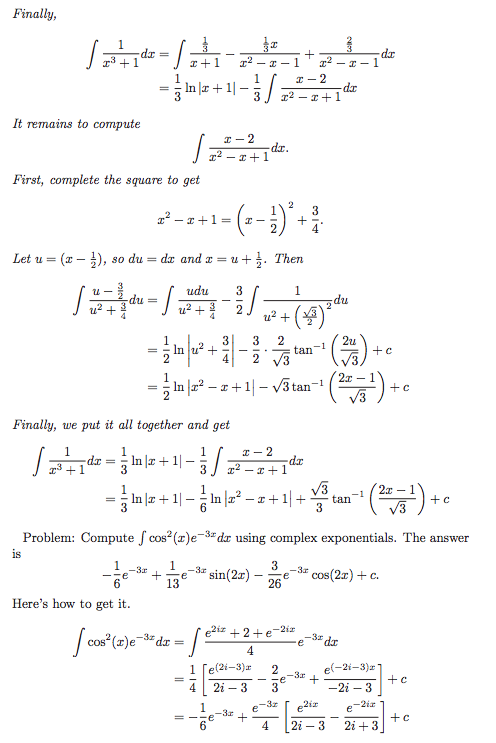 Finally,
∫ 1/(x³ + 1) dx = ∫ (1/3)/(x + 1) − ((1/3)x)/(x² − x − 1) + (2/3)/(x² − x − 1) dx
= 1/3 ln |x + 1| − 1/3 ∫ (x − 2)/(x² − x + 1) dx
It remains to compute
∫ (x − 2)/(x² − x + 1) dx.
First, complete the square to get
x² − x + 1 = (x − 1/2)² + 3/4.
Let u = (x − 1/2), so du = dx and x = u + 1/2. Then
∫ (u − 3/2)/(u² + 3/4) du = ∫ udu/(u² + 3/4) − 3/2 ∫ 1/(u² + (√3/2)²) du
= 1/2 ln |u² + 3/4| − 3/2 · 2/√3 tan⁻¹ (2u/√3) + c
= 1/2 ln |x² − x + 1| − √3 tan⁻¹ ((2x − 1)/√3) + c
Finally, we put it all together and get
∫ 1/(x³ + 1) dx = 1/3 ln |x + 1| − 1/3 ∫ (x − 2)/(x² − x + 1) dx
= 1/3 ln |x + 1| − 1/6 ln |x² − x + 1| + √3/3 tan⁻¹ ((2x − 1)/√3) + c
Problem: Compute ∫ cos²(x)e^(−3x) dx using complex exponentials. The answer
is
−1/6 e^(−3x) + 1/13 e^(−3x) sin(2x) − 3/26 e^(−3x) cos(2x) + c.
Here's how to get it.
∫ cos²(x)e^(−3x) dx = ∫ (e^(2ix) + 2 + e^(−2ix))/4 e^(−3x) dx
= 1/4 [e^((2i−3)x)/(2i − 3) − 2/3 e^(−3x) + e^((−2i−3)x)/(−2i − 3)] + c
= −1/6 e^(−3x) + e^(−3x)/4 [e^(2ix)/(2i − 3) − e^(−2ix)/(2i + 3)] + c